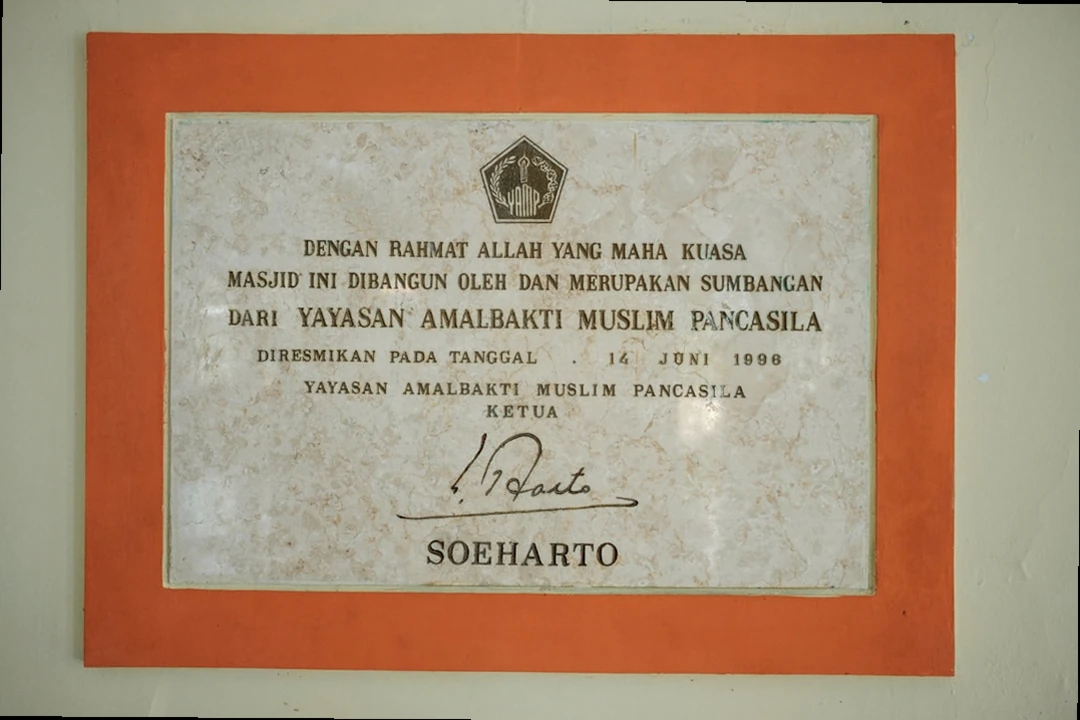 YAMP
DENGAN RAHMAT ALLAH YANG MAHA KUASA
MASJID INI DIBANGUN OLEH DAN MERUPAKAN SUMBANGAN
DARI YAYASAN AMALBAKTI MUSLIM PANCASILA
DIRESMIKAN PADA TANGGAL . 14 JUNI 1996
YAYASAN AMALBAKTI MUSLIM PANCASILA
KETUA
SOEHARTO